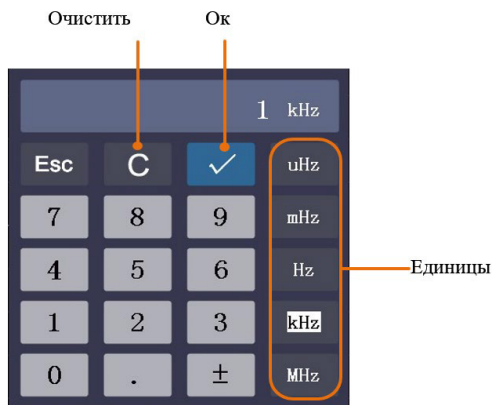 Очистить Ок
1 kHz
Esc C ✓ uHz
7 8 9 mHz
4 5 6 Hz
Единицы
1 2 3 kHz
0 . ± MHz